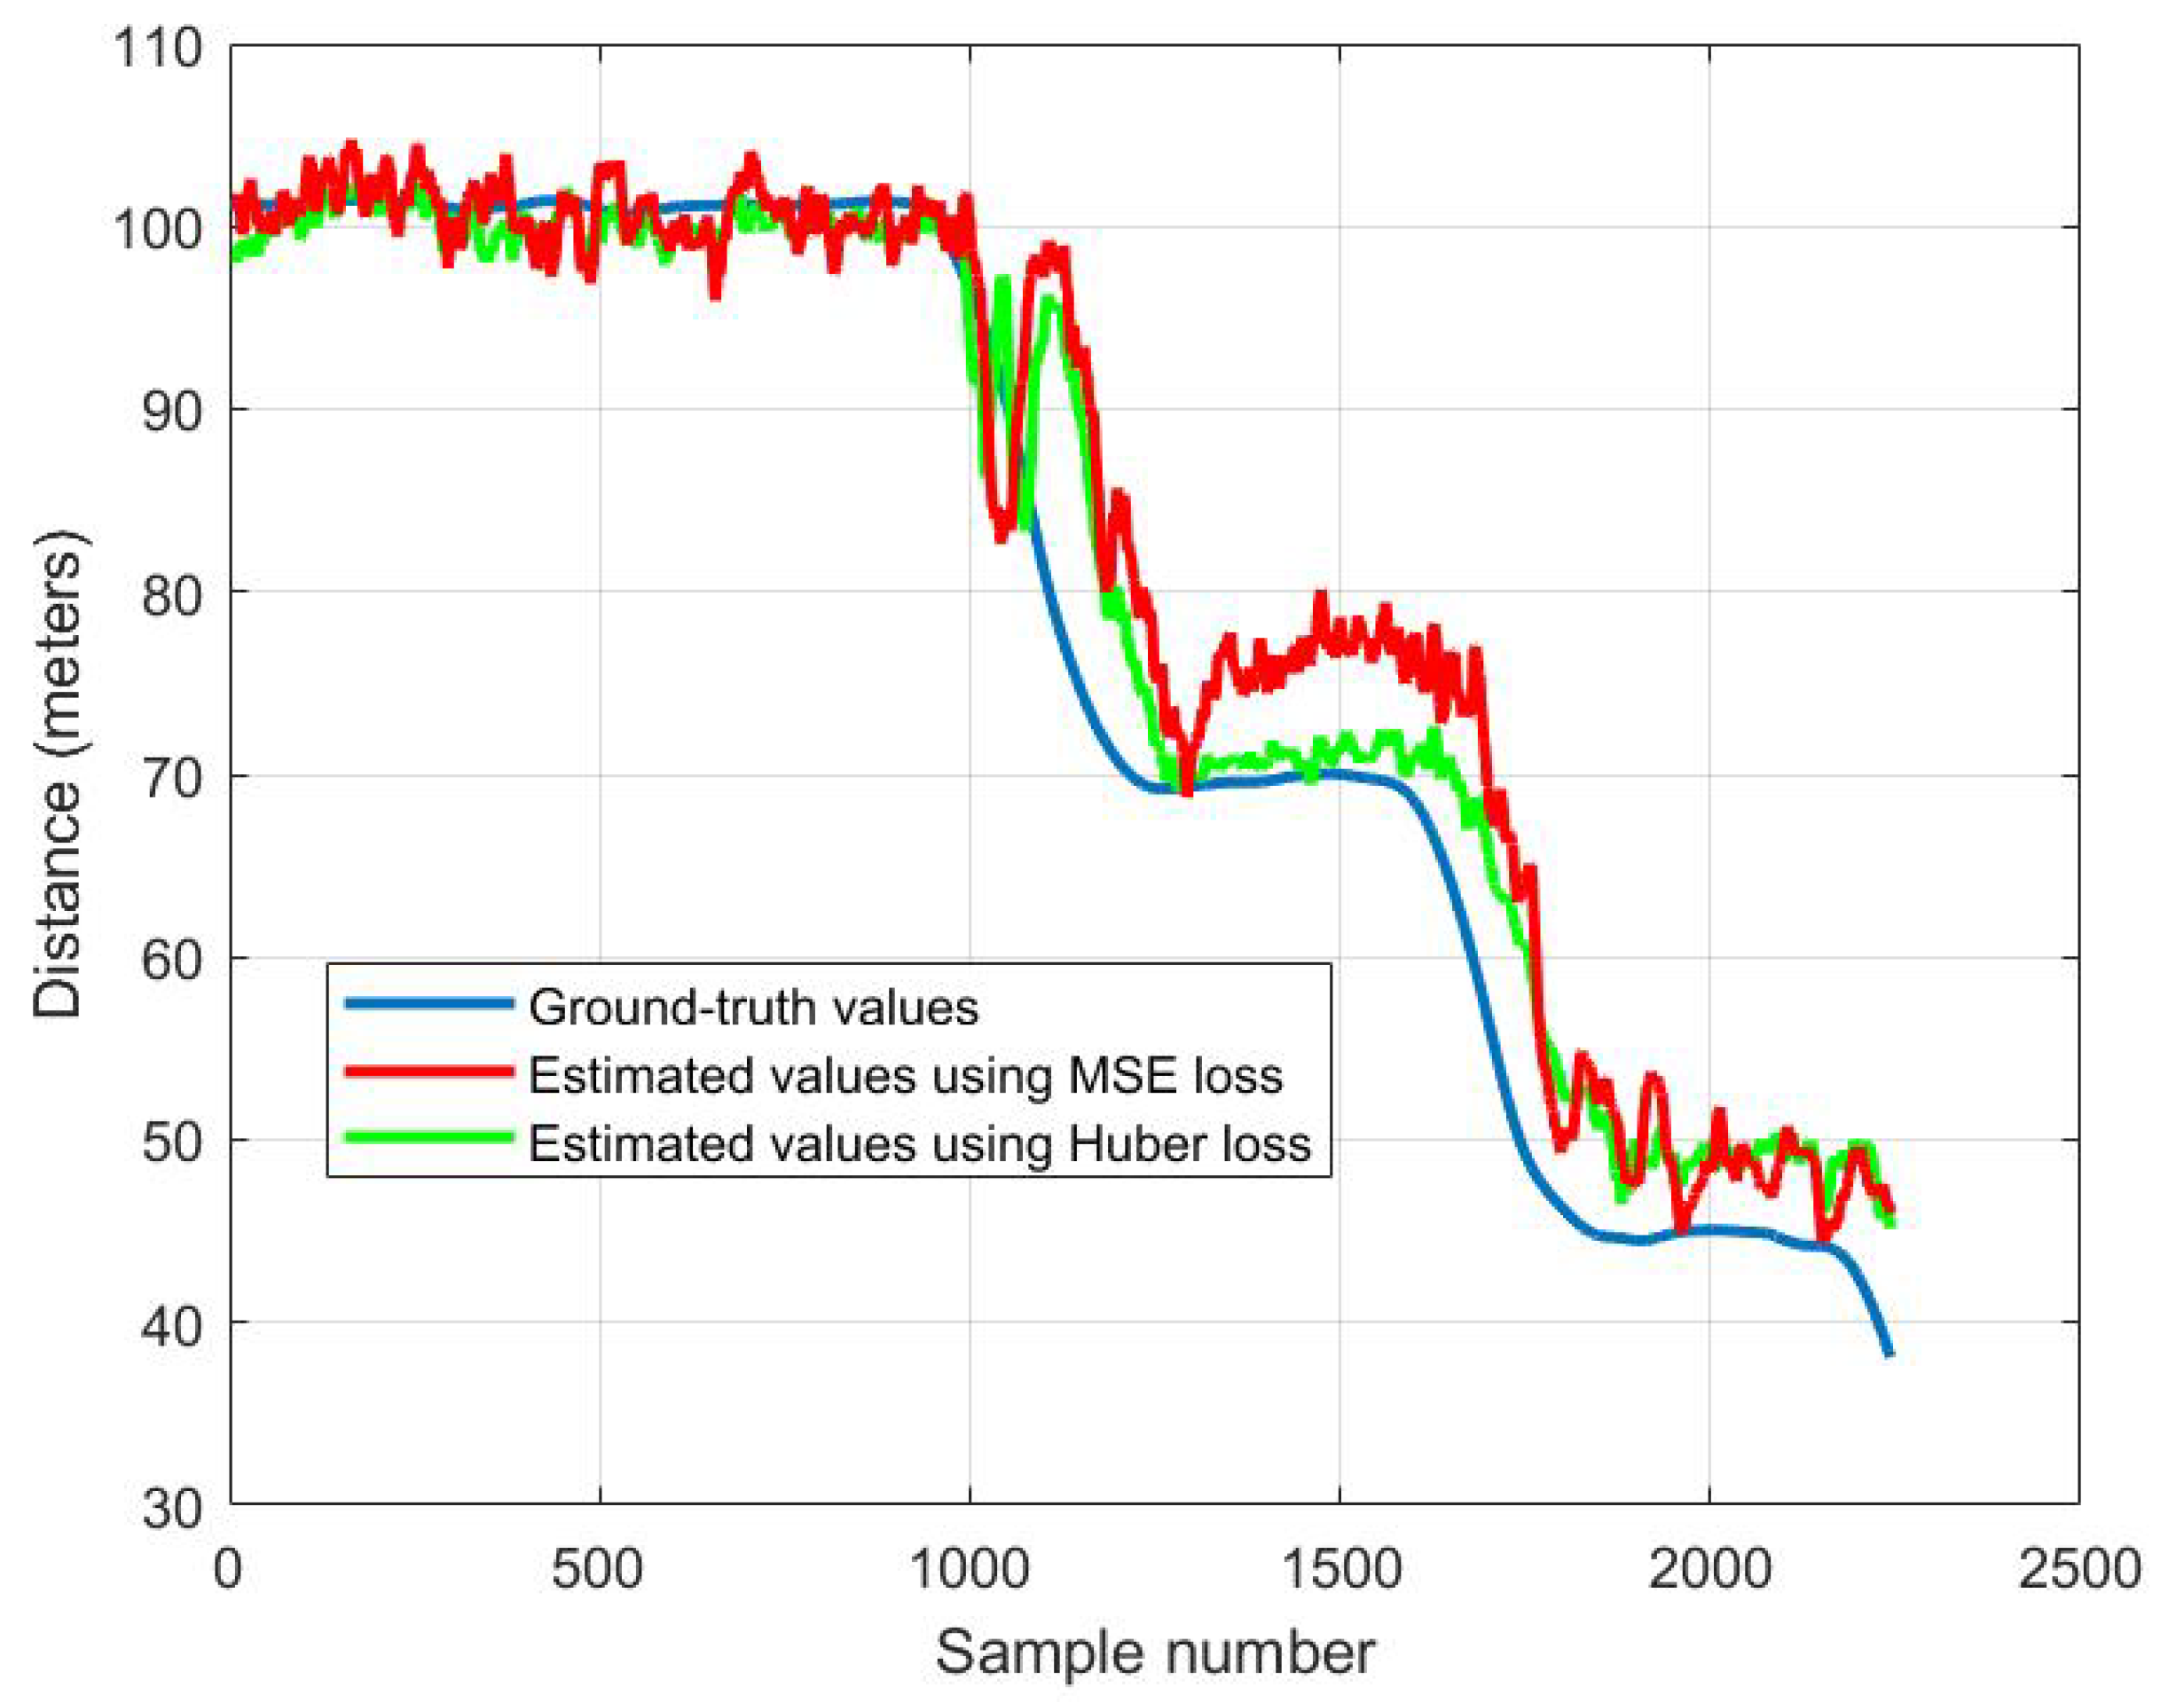 110
100
90
80
70
60
50
40
30
Distance (meters)
Ground-truth values
Estimated values using MSE loss
Estimated values using Huber loss
0 500 1000 1500 2000 2500
Sample number